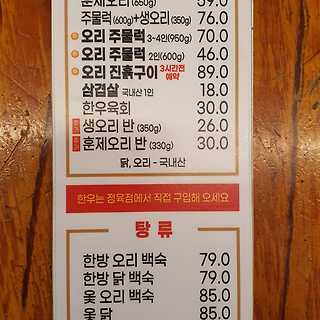 훈제오리 (650g) 59.0
주물럭(600g)+생오리(350g) 76.0
오리 주물럭 3-4인(950g) 70.0
오리 주물럭 2인(600g) 46.0
오리 진흙구이 3시간전 예약 89.0
삼겹살 국내산 1인 18.0
한우육회 30.0
생오리 반 (350g) 26.0
훈제오리 반 (330g) 30.0
닭, 오리 - 국내산
한우는 정육점에서 직접 구입해 오세요
탕 류
한방 오리 백숙 79.0
한방 닭 백숙 79.0
옻 오리 백숙 85.0
옻 닭 85.0